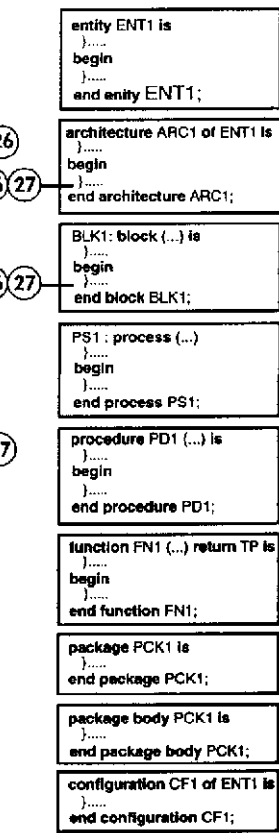 entity ENT1 is
}.....
begin
}.....
end enity ENT1;
26
architecture ARC1 of ENT1 is
}.....
begin
27 }.....
end architecture ARC1;
BLK1: block (...) is
}.....
begin
27 }.....
end block BLK1;
PS1 : process (...)
}.....
begin
}.....
end process PS1;
7
procedure PD1 (...) is
}.....
begin
}.....
end procedure PD1;
function FN1 (...) return TP is
}.....
begin
}.....
end function FN1;
package PCK1 is
}.....
end package PCK1;
package body PCK1 is
}.....
end package body PCK1;
configuration CF1 of ENT1 is
}.....
end configuration CF1;